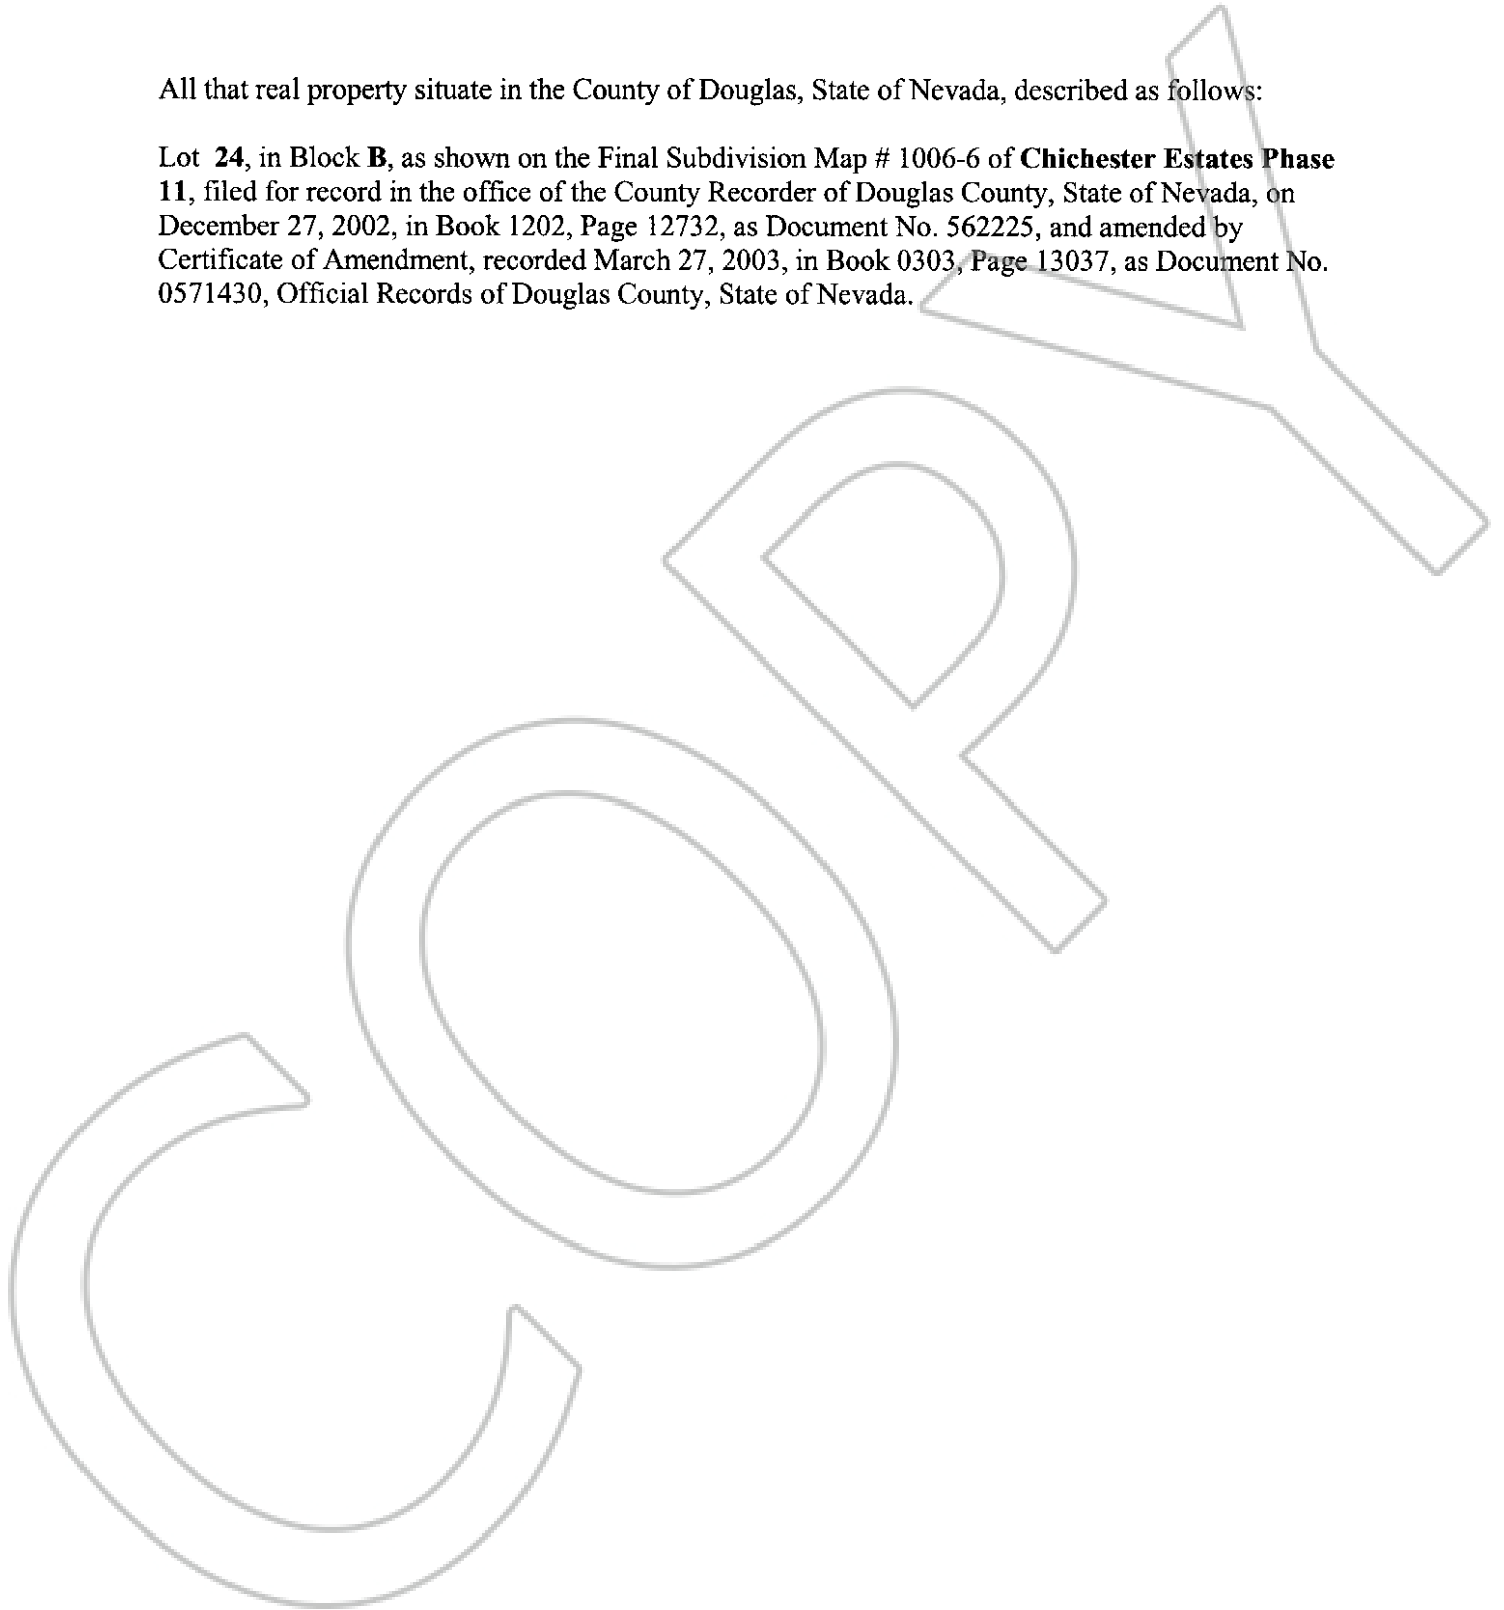 All that real property situate in the County of Douglas, State of Nevada, described as follows:
Lot 24, in Block B, as shown on the Final Subdivision Map # 1006-6 of Chichester Estates Phase
11, filed for record in the office of the County Recorder of Douglas County, State of Nevada, on
December 27, 2002, in Book 1202, Page 12732, as Document No. 562225, and amended by
Certificate of Amendment, recorded March 27, 2003, in Book 0303, Page 13037, as Document No.
0571430, Official Records of Douglas County, State of Nevada.
COPY